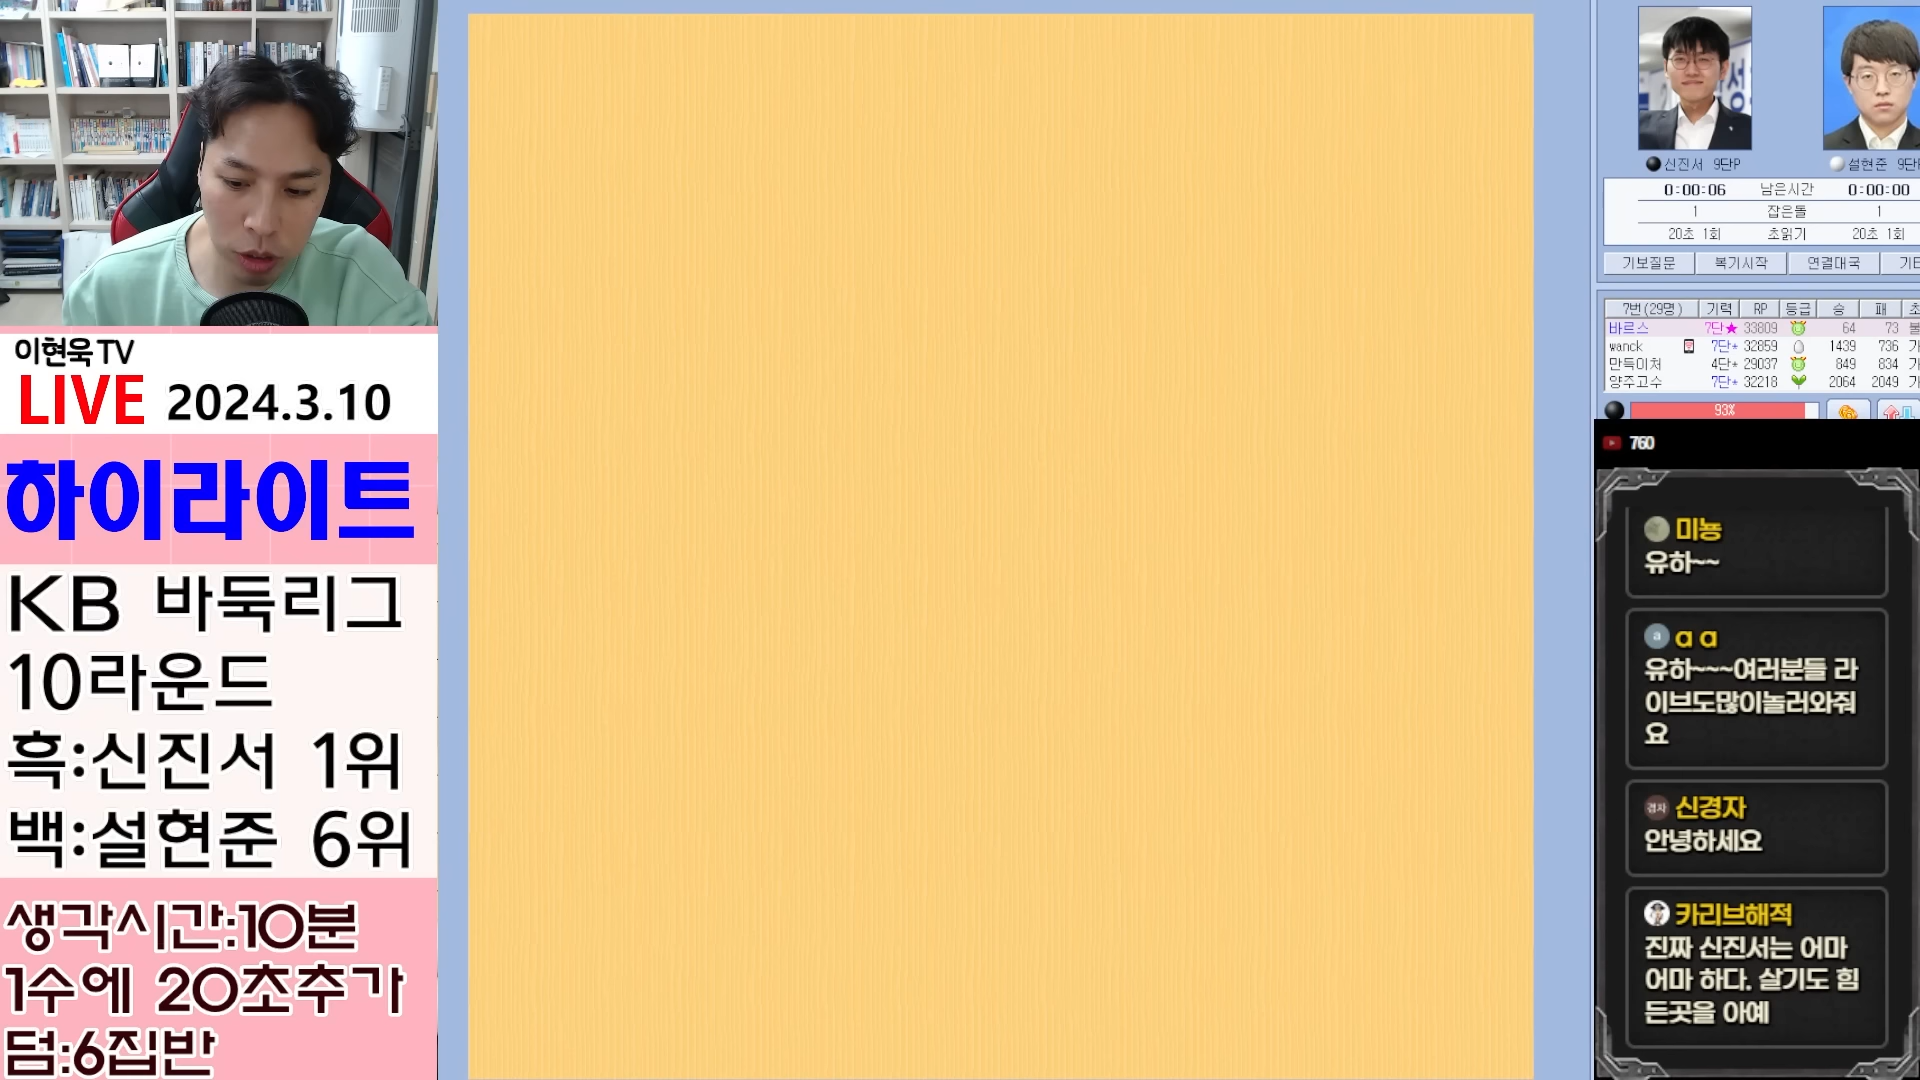 이현욱TV
LIVE 2024.3.10
하이라이트
KB 바둑리그
10라운드
흑:신진서 1위
백:설현준 6위
생각시간:10분
1수에 20초추가
덤:6집반
신진서 9단P
설현준 9단
0:00:06 남은시간 0:00:00
1 잡은돌 1
20초 1회 초읽기 20초 1회
기보질문 복기시작 연결대국
7번(29명) 기력 RP 등급 승 패
바르스 7단★ 33809 64 73
wanck 7단+ 32859 1439 736
만득이처 4단+ 29037 849 834
양주고수 7단+ 32218 2064 2049
93%
760
미뇽
유하~~
a a a
유하~~~여러분들 라
이브도많이놀러와줘
요
경자 신경자
안녕하세요
카리브해적
진짜 신진서는 어마
어마 하다. 살기도 힘
든곳을 아예